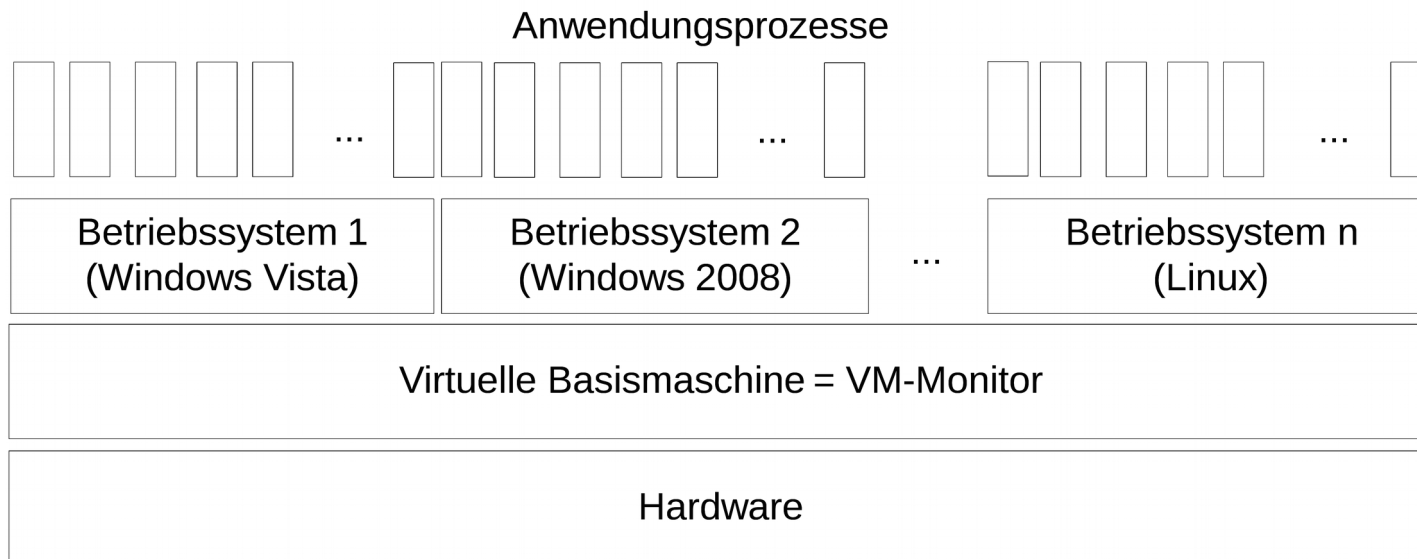 Anwendungsprozesse
...
...
...
Betriebssystem 1
(Windows Vista)
Betriebssystem 2
(Windows 2008)
...
Betriebssystem n
(Linux)
Virtuelle Basismaschine = VM-Monitor
Hardware